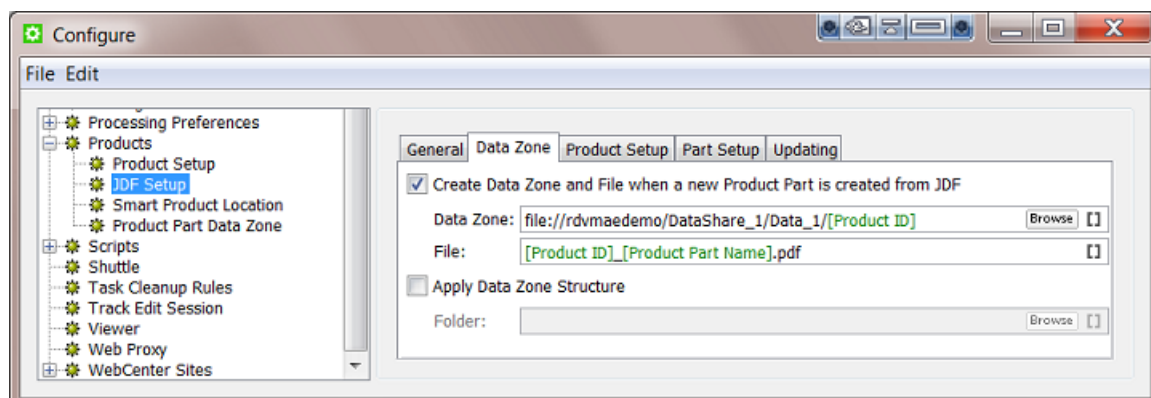 Configure
File Edit
Processing Preferences
Products
Product Setup
JDF Setup
Smart Product Location
Product Part Data Zone
Scripts
Shuttle
Task Cleanup Rules
Track Edit Session
Viewer
Web Proxy
WebCenter Sites
General Data Zone Product Setup Part Setup Updating
Create Data Zone and File when a new Product Part is created from JDF
Data Zone: file://rdvmaedemo/DataShare_1/Data_1/[Product ID] Browse []
File: [Product ID]_[Product Part Name].pdf []
Apply Data Zone Structure
Folder: Browse []